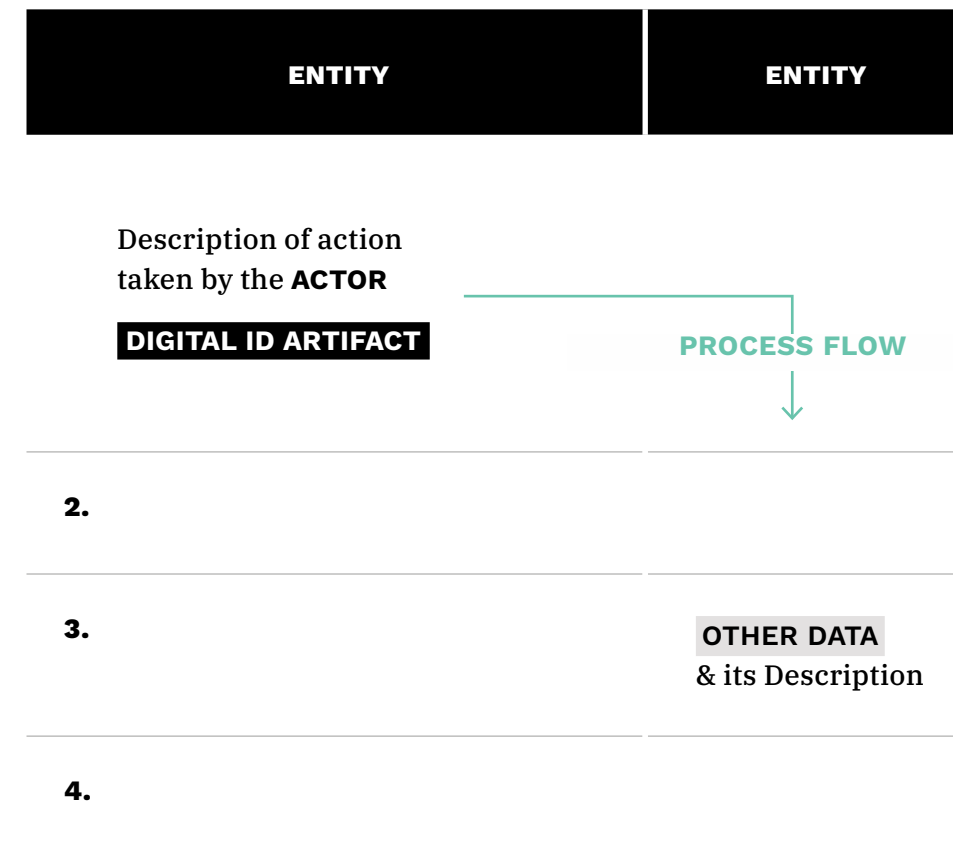 ENTITY
ENTITY
Description of action
taken by the ACTOR
DIGITAL ID ARTIFACT
PROCESS FLOW
2.
3.
OTHER DATA
& its Description
4.